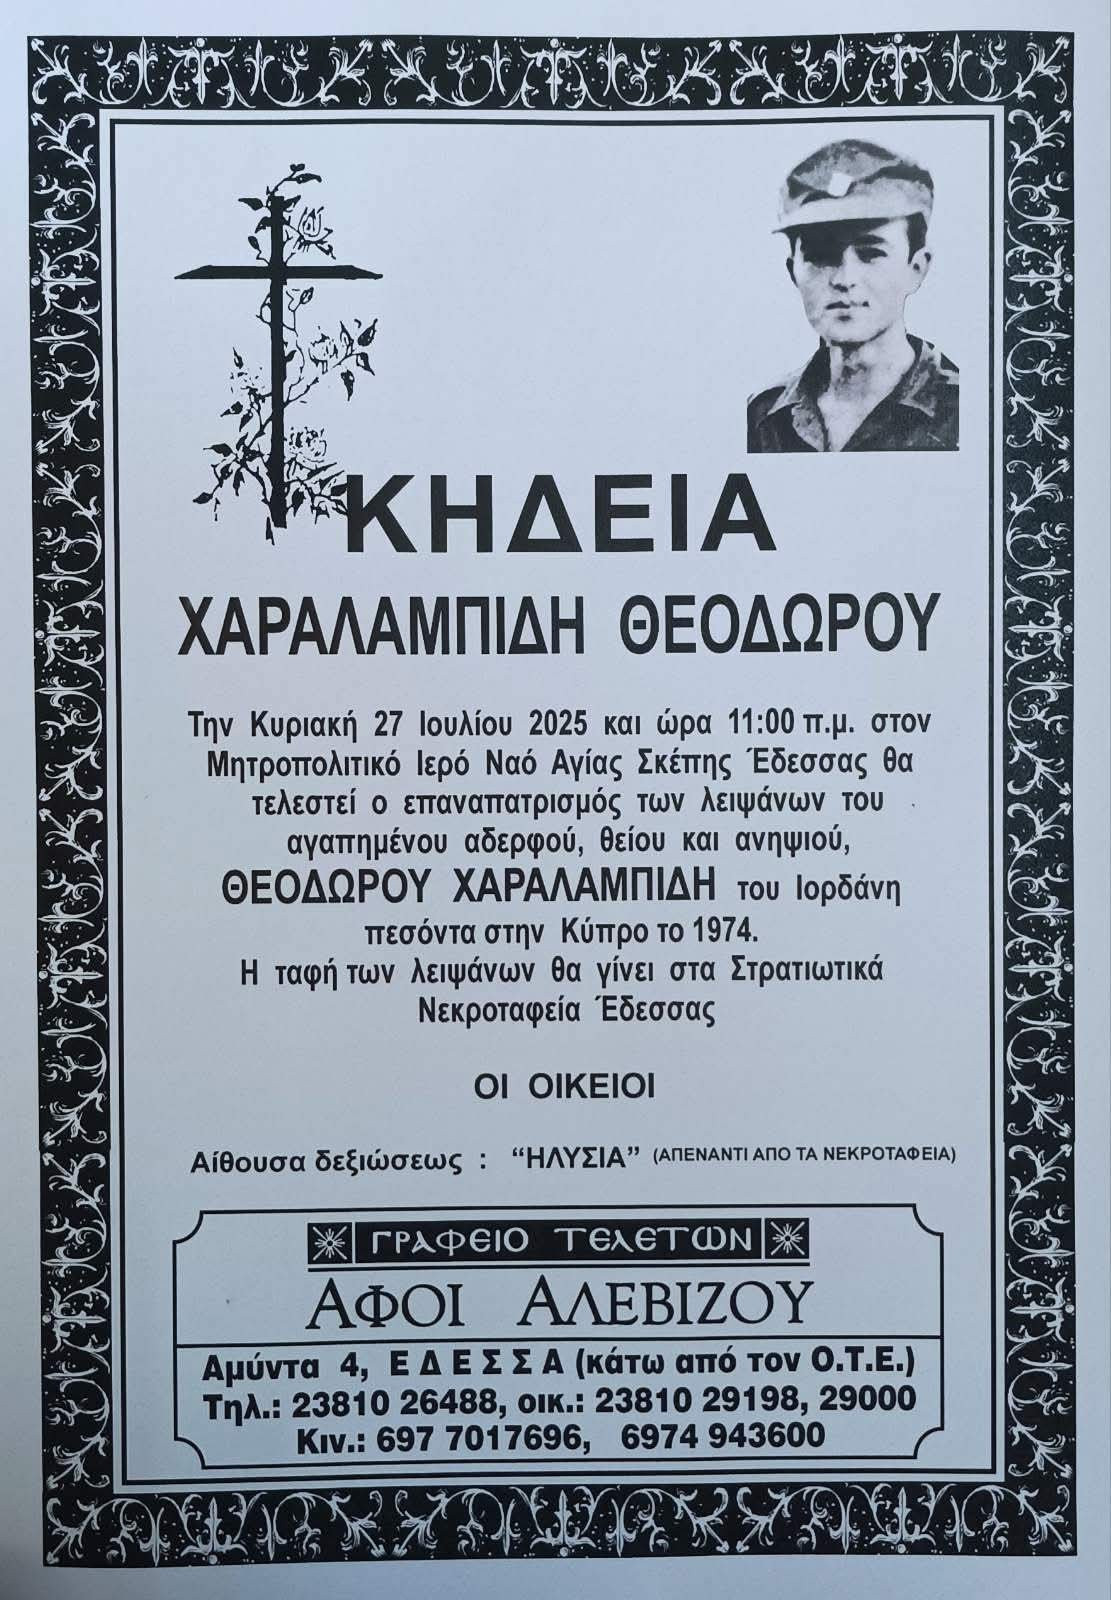 ΚΗΔΕΙΑ
ΧΑΡΑΛΑΜΠΙΔΗ ΘΕΟΔΩΡΟΥ
Την Κυριακή 27 Ιουλίου 2025 και ώρα 11:00 π.μ. στον
Μητροπολιτικό Ιερό Ναό Αγίας Σκέπης Έδεσσας θα
τελεστεί ο επαναπατρισμός των λειψάνων του
αγαπημένου αδερφού, θείου και ανηψιού,
ΘΕΟΔΩΡΟΥ ΧΑΡΑΛΑΜΠΙΔΗ του Ιορδάνη
πεσόντα στην Κύπρο το 1974.
Η ταφή των λειψάνων θα γίνει στα Στρατιωτικά
Νεκροταφεία Έδεσσας
ΟΙ ΟΙΚΕΙΟΙ
Αίθουσα δεξιώσεως : “ΗΛΥΣΙΑ” (ΑΠΕΝΑΝΤΙ ΑΠΟ ΤΑ ΝΕΚΡΟΤΑΦΕΙΑ)
ΓΡΑΦΕΙΟ ΤΕΛΕΤΩΝ
ΑΦΟΙ ΑΛΕΒΙΖΟΥ
Αμύντα 4, ΕΔΕΣΣΑ (κάτω από τον Ο.Τ.Ε.)
Τηλ.: 23810 26488, οικ.: 23810 29198, 29000
Κιν.: 697 7017696, 6974 943600